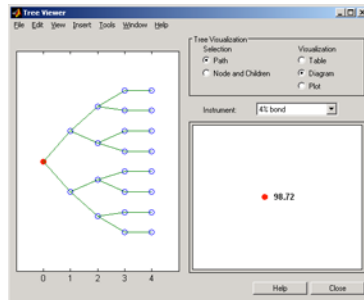 Tree Viewer
File Edit View Insert Tools Window Help
Tree Visualization
Selection
Visualization
Path
Table
Node and Children
Diagram
Plot
Instrument:
4% bond
98.72
0 1 2 3 4
Help
Close